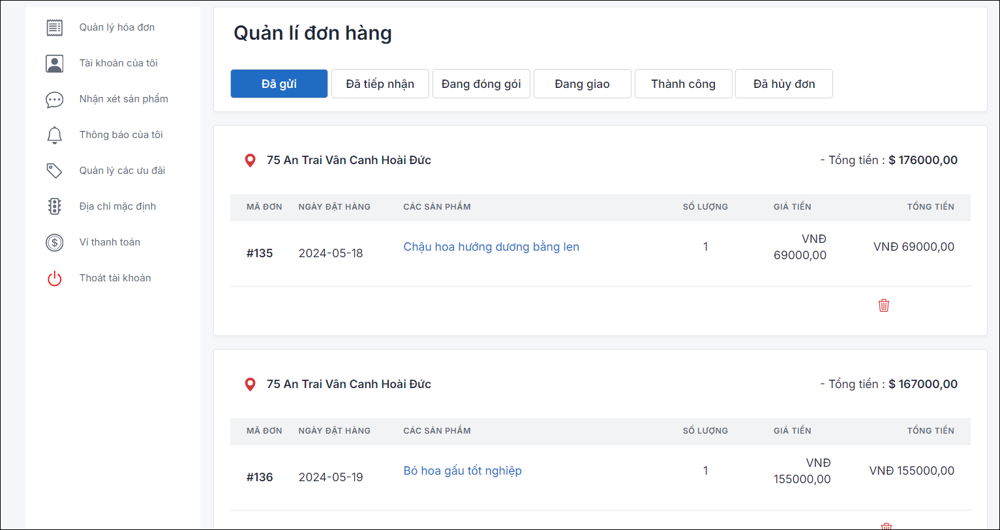 Quản lý hóa đơn
Tài khoản của tôi
Nhận xét sản phẩm
Thông báo của tôi
Quản lý các ưu đãi
Địa chỉ mặc định
Ví thanh toán
Thoát tài khoản
Quản lí đơn hàng
Đã gửi Đã tiếp nhận Đang đóng gói Đang giao Thành công Đã hủy đơn
75 An Trai Vân Canh Hoài Đức - Tổng tiền : $ 176000,00
MÃ ĐƠN NGÀY ĐẶT HÀNG CÁC SẢN PHẨM SỐ LƯỢNG GIÁ TIỀN TỔNG TIỀN
#135 2024-05-18 Chậu hoa hướng dương bằng len 1 VNĐ 69000,00 VNĐ 69000,00
75 An Trai Vân Canh Hoài Đức - Tổng tiền : $ 167000,00
MÃ ĐƠN NGÀY ĐẶT HÀNG CÁC SẢN PHẨM SỐ LƯỢNG GIÁ TIỀN TỔNG TIỀN
#136 2024-05-19 Bó hoa gấu tốt nghiệp 1 VNĐ 155000,00 VNĐ 155000,00